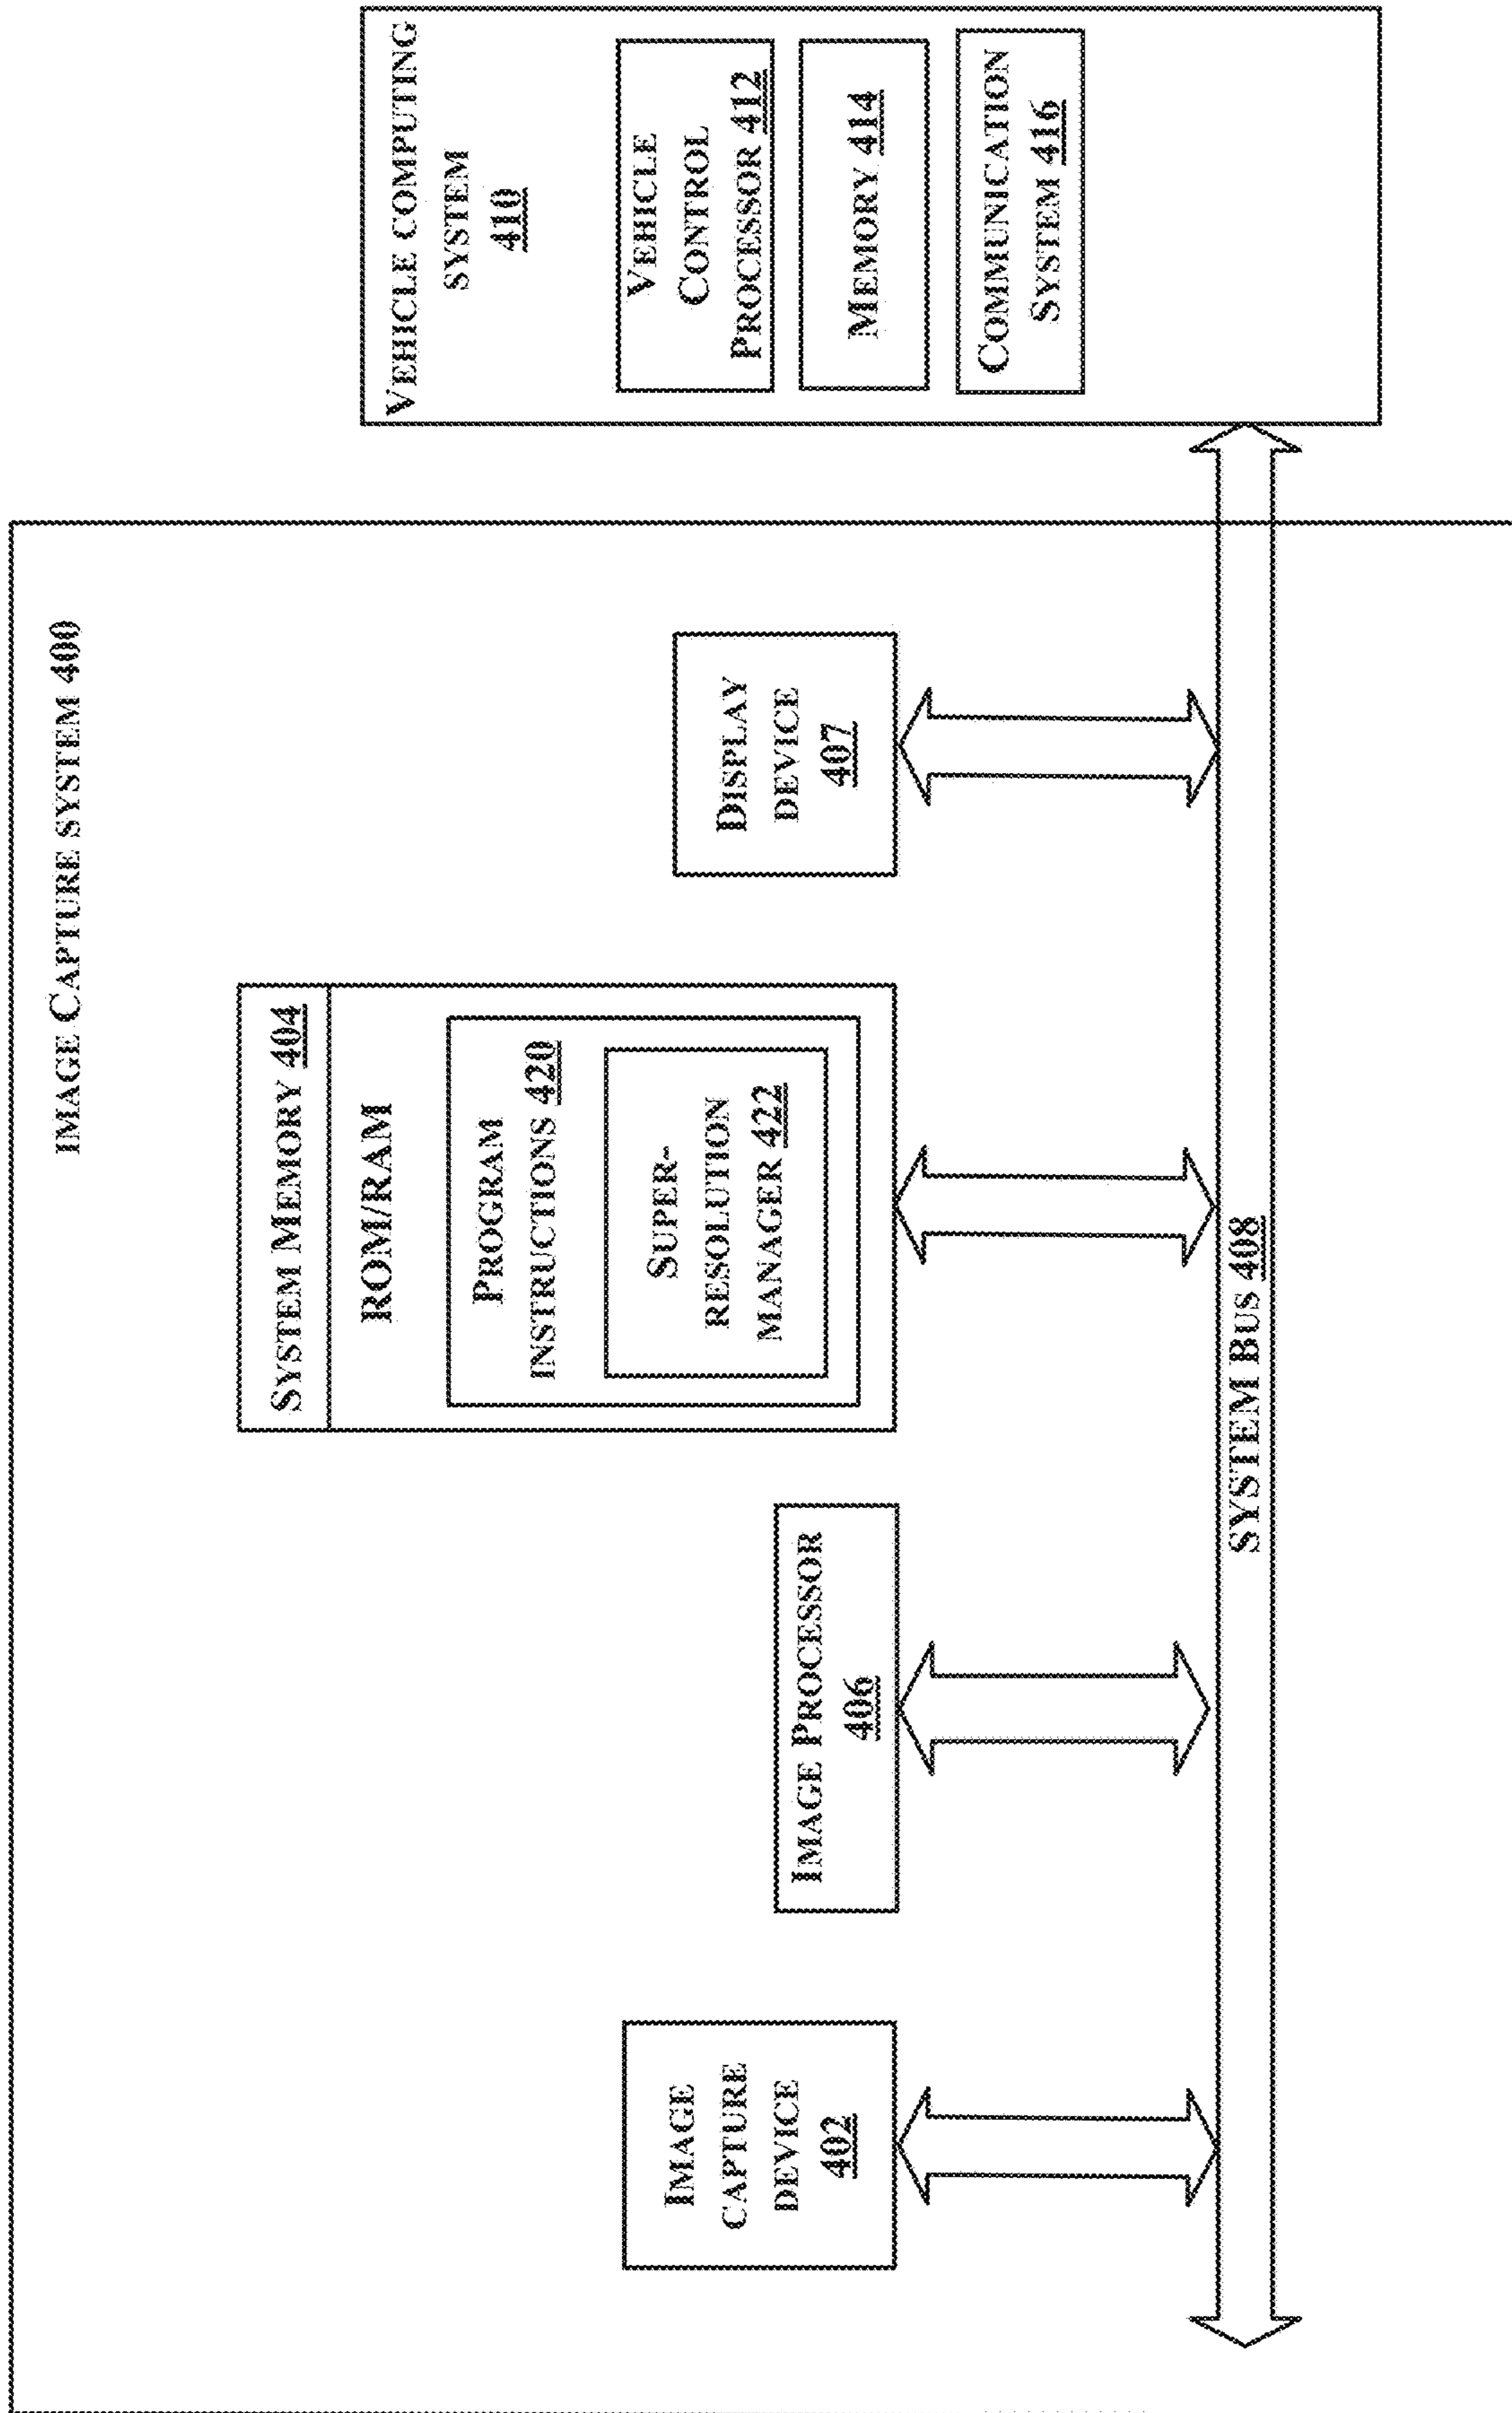 IMAGE CAPTURE SYSTEM 400
IMAGE
CAPTURE
DEVICE
402
IMAGE PROCESSOR
406
SYSTEM MEMORY 404
ROM/RAM
PROGRAM
INSTRUCTIONS 420
SUPER-
RESOLUTION
MANAGER 422
DISPLAY
DEVICE
407
SYSTEM BUS 408
VEHICLE COMPUTING
SYSTEM
410
VEHICLE
CONTROL
PROCESSOR 412
MEMORY 414
COMMUNICATION
SYSTEM 416